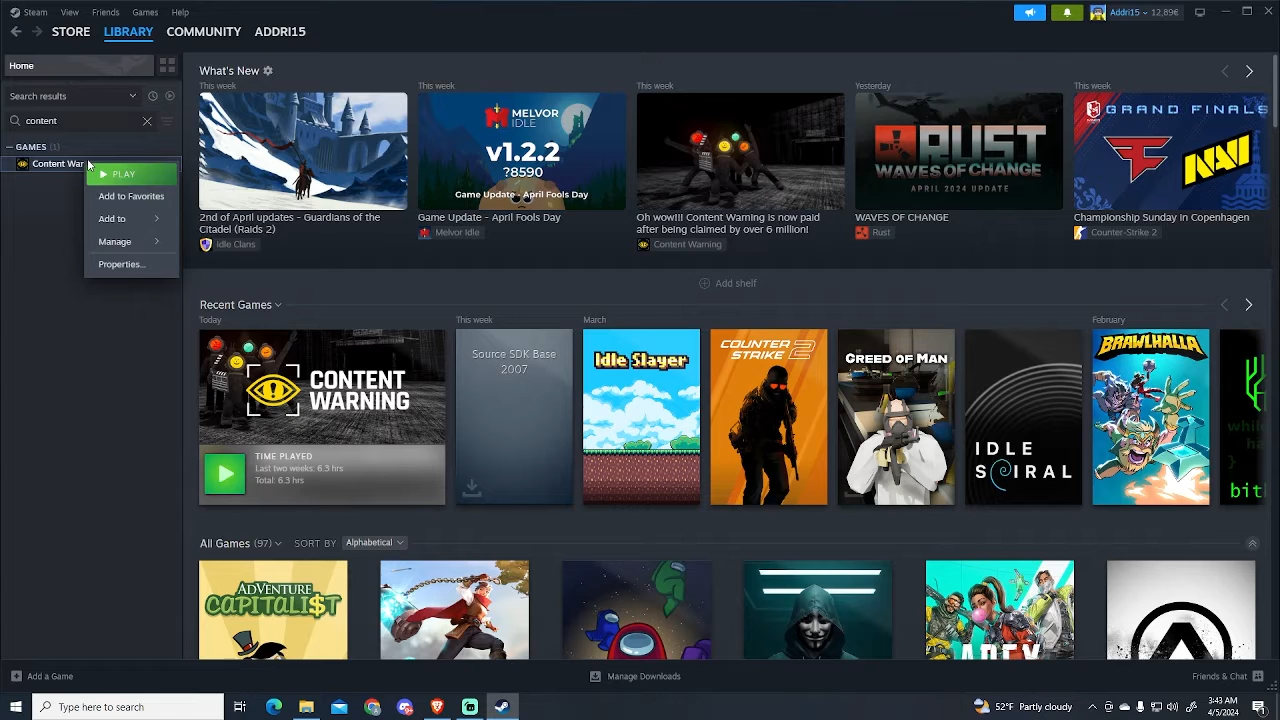 Steam View Friends Games Help
Addri15 12,89€
STORE LIBRARY COMMUNITY ADDRI15
Home
What's New
Search results
content
GAMES (1)
Content War
PLAY
Add to Favorites
Add to
Manage
Properties...
This week
This week
This week
Yesterday
This week
MELVOR
IDLE
v1.2.2
?8590
Game Update - April Fools Day
RUST
WAVES OF CHANGE
APRIL 2024 UPDATE
GRAND FINALS
NAVI
2nd of April updates - Guardians of the
Citadel (Raids 2)
Idle Clans
Game Update - April Fools Day
Melvor Idle
Oh wow!!! Content Warning is now paid
after being claimed by over 6 million!
Content Warning
WAVES OF CHANGE
Rust
Championship Sunday in Copenhagen
Counter-Strike 2
Add shelf
Recent Games
Today
This week
March
February
CONTENT
WARNING
TIME PLAYED
Last two weeks: 6.3 hrs
Total: 6.3 hrs
Source SDK Base
2007
Idle Slayer
COUNTER
STRIKE 2
CREED OF MAN
IDLE
SPIRAL
BRAWLHALLA
}
bit
All Games (97) SORT BY Alphabetical
ADVENTURE
CAPITALI$T
APEX
Add a Game
Manage Downloads
Friends & Chat
Type here to search
52°F Partly cloudy
3:43 AM
4/5/2024